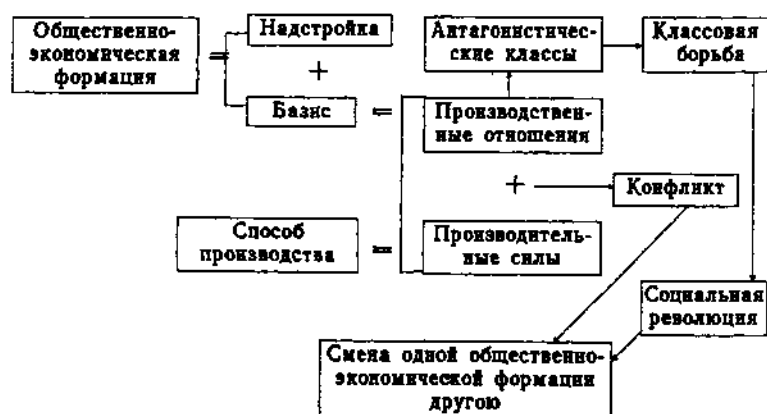 Общественно-
экономическая
формация
=
Надстройка
+
Базис
=
Антагонистичес-
ские классы
Классовая
борьба
Производствен-
ные отношения
+
Конфликт
Способ
производства
=
Производитель-
ные силы
Социальная
революция
Смена одной общественно-
экономической формации
другою